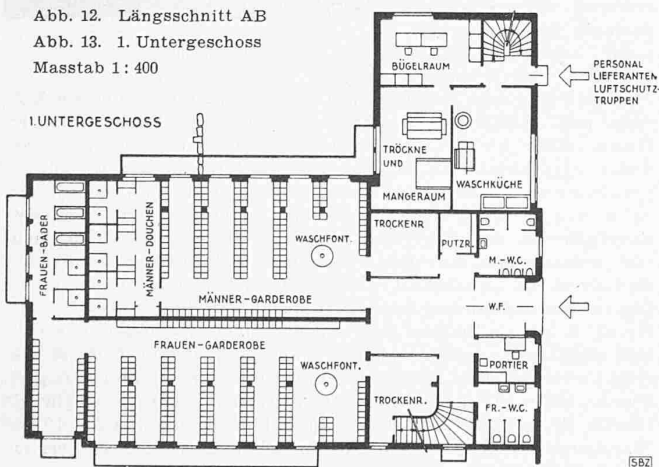 Abb. 12. Längsschnitt AB
Abb. 13. 1. Untergeschoss
Masstab 1 : 400
1.UNTERGESCHOSS
BÜGELRAUM
PERSONAL
LIEFERANTEN
LUFTSCHUTZ-
TRUPPEN
TRÖCKNE
UND
MANGERAUM
WASCHKÜCHE
FRAUEN-BÄDER
MÄNNER-DOUCHEN
WASCHFONT.
MÄNNER-GARDEROBE
TROCKENR.
PUTZR.
M.-W.C.
W.F.
FRAUEN-GARDEROBE
WASCHFONT.
TROCKENR.
PORTIER
FR.-W.C.
SBZ